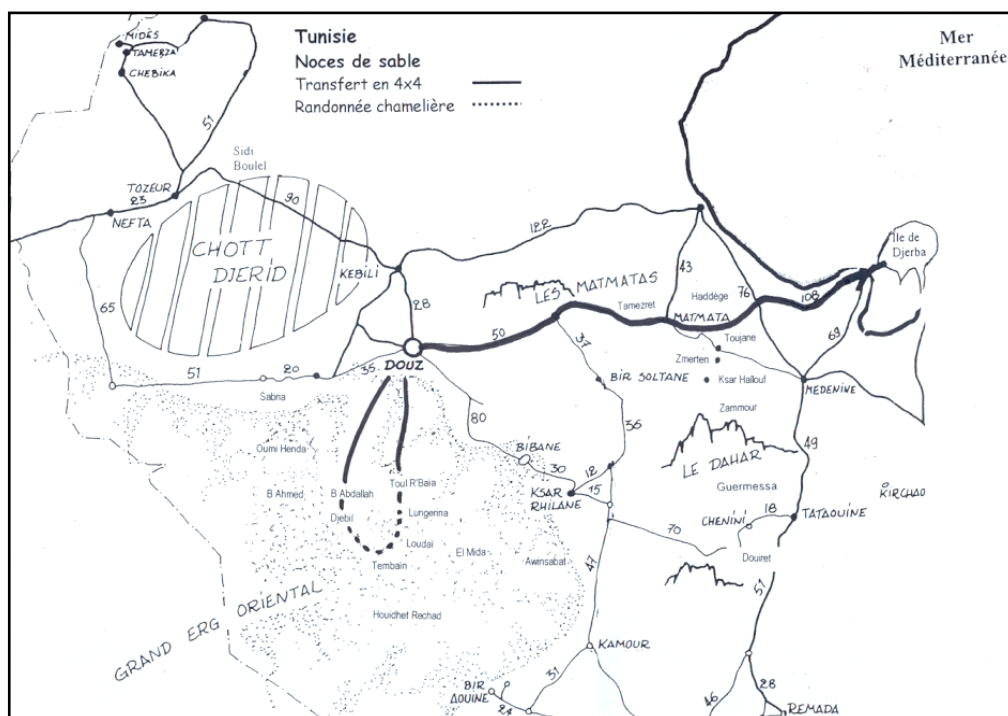 Tunisie
Noces de sable
Transfert en 4x4
Randonnée chamelière
Mer
Méditerranée
MIDÈS
TAMERZA
CHEBIKA
51
Sidi
Boulel
TOZEUR
23
NEFTA
90
CHOTT
DJERID
KEBILI
122
Ile de
Djerba
43
Haddège
76
108
LES MATMATAS
Tamezret
MATMATA
65
28
50
37
Toujane
69
Zmerten
DOUZ
35
51
20
Sabna
BIR SOLTANE
Ksar Hallouf
MEDENINE
80
36
Zammour
Oumi Henda
BIBANE
49
LE DAHAR
30
12
Toul R'Baia
B Ahmed
B Abdallah
KSAR
RHILANE
15
Guermessa
KIRCHAO
Djebil
Lungerina
18
CHENINI
TATAOUINE
Loudai
70
El Mida
Awinsabat
Douiret
Tembain
47
57
GRAND ERG ORIENTAL
Houidhet Rechad
KAMOUR
31
BIR
AOUINE
24
46
28
REMADA